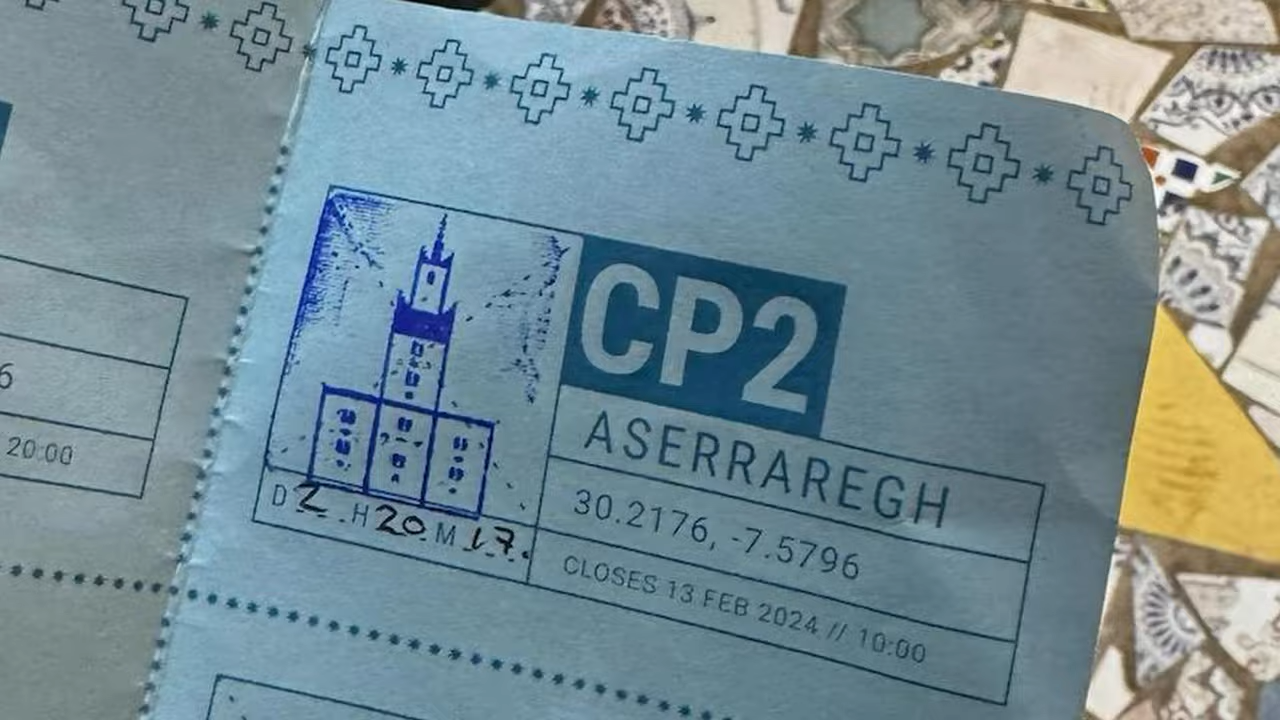 6
20:00
CP2
ASERRAREGH
30.2176, -7.5796
CLOSES 13 FEB 2024 // 10:00
D 2 .H 20. M 17.